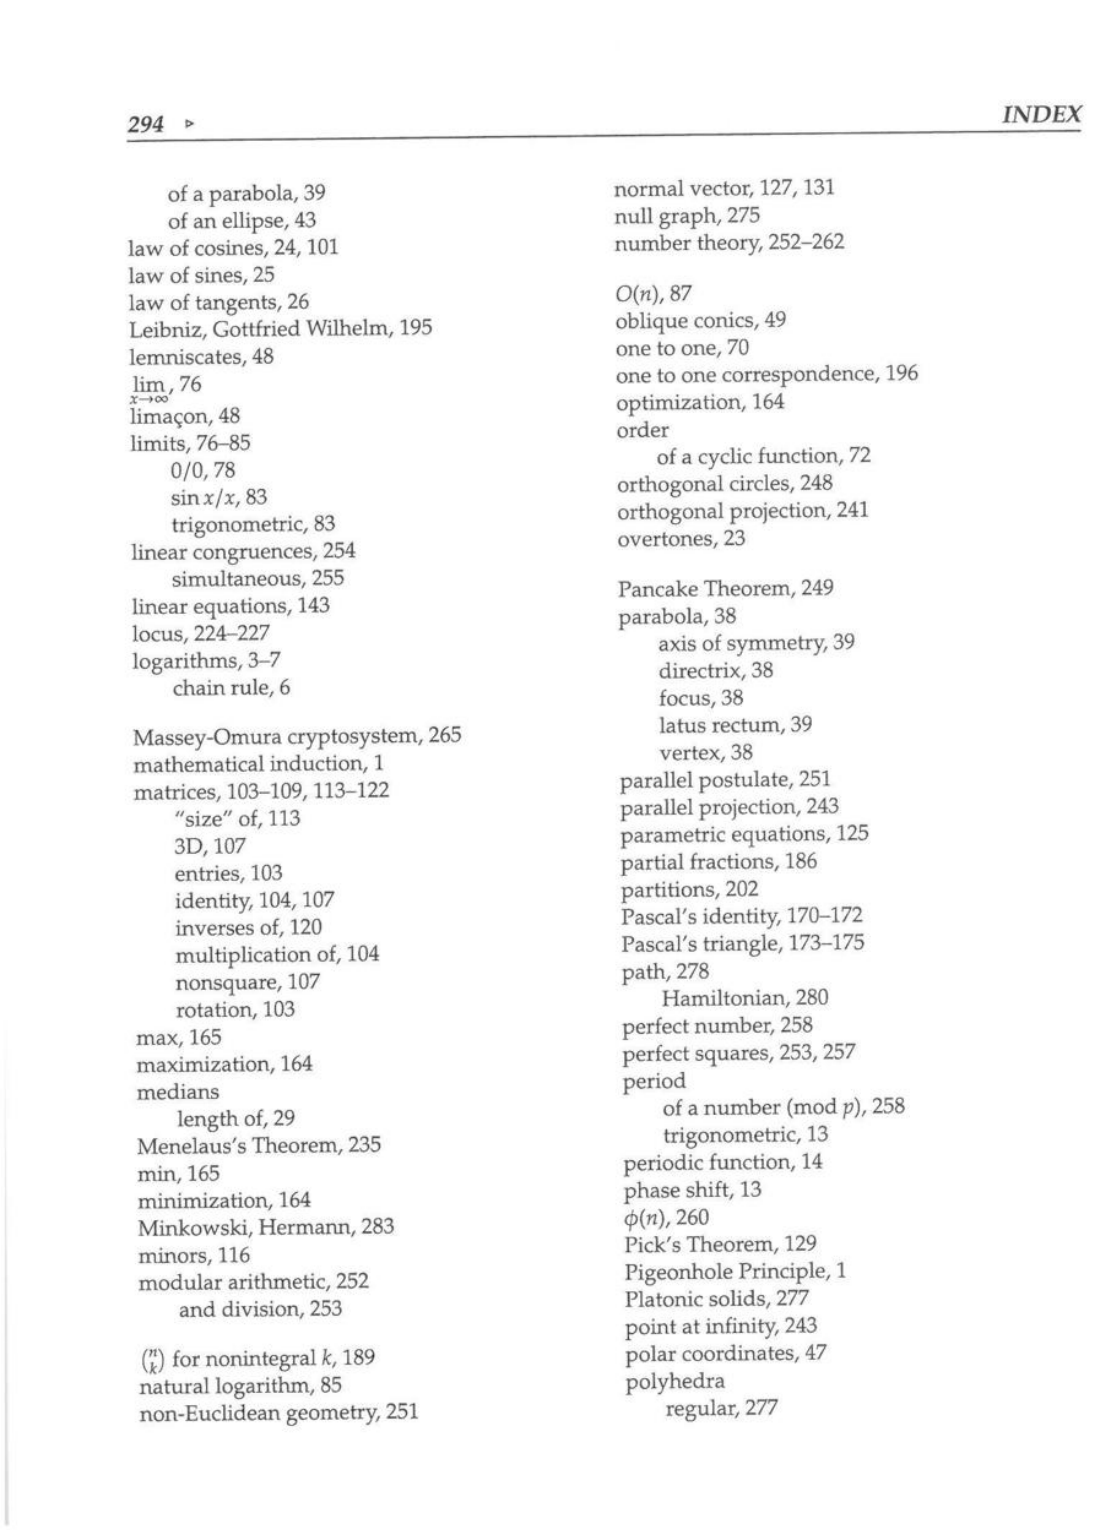 294 ▹
INDEX
of a parabola, 39
of an ellipse, 43
law of cosines, 24, 101
law of sines, 25
law of tangents, 26
Leibniz, Gottfried Wilhelm, 195
lemniscates, 48
lim, 76
x→∞
limaçon, 48
limits, 76–85
0/0, 78
sin x/x, 83
trigonometric, 83
linear congruences, 254
simultaneous, 255
linear equations, 143
locus, 224–227
logarithms, 3–7
chain rule, 6
Massey-Omura cryptosystem, 265
mathematical induction, 1
matrices, 103–109, 113–122
"size" of, 113
3D, 107
entries, 103
identity, 104, 107
inverses of, 120
multiplication of, 104
nonsquare, 107
rotation, 103
max, 165
maximization, 164
medians
length of, 29
Menelaus's Theorem, 235
min, 165
minimization, 164
Minkowski, Hermann, 283
minors, 116
modular arithmetic, 252
and division, 253
(n k) for nonintegral k, 189
natural logarithm, 85
non-Euclidean geometry, 251
normal vector, 127, 131
null graph, 275
number theory, 252–262
O(n), 87
oblique conics, 49
one to one, 70
one to one correspondence, 196
optimization, 164
order
of a cyclic function, 72
orthogonal circles, 248
orthogonal projection, 241
overtones, 23
Pancake Theorem, 249
parabola, 38
axis of symmetry, 39
directrix, 38
focus, 38
latus rectum, 39
vertex, 38
parallel postulate, 251
parallel projection, 243
parametric equations, 125
partial fractions, 186
partitions, 202
Pascal's identity, 170–172
Pascal's triangle, 173–175
path, 278
Hamiltonian, 280
perfect number, 258
perfect squares, 253, 257
period
of a number (mod p), 258
trigonometric, 13
periodic function, 14
phase shift, 13
ϕ(n), 260
Pick's Theorem, 129
Pigeonhole Principle, 1
Platonic solids, 277
point at infinity, 243
polar coordinates, 47
polyhedra
regular, 277